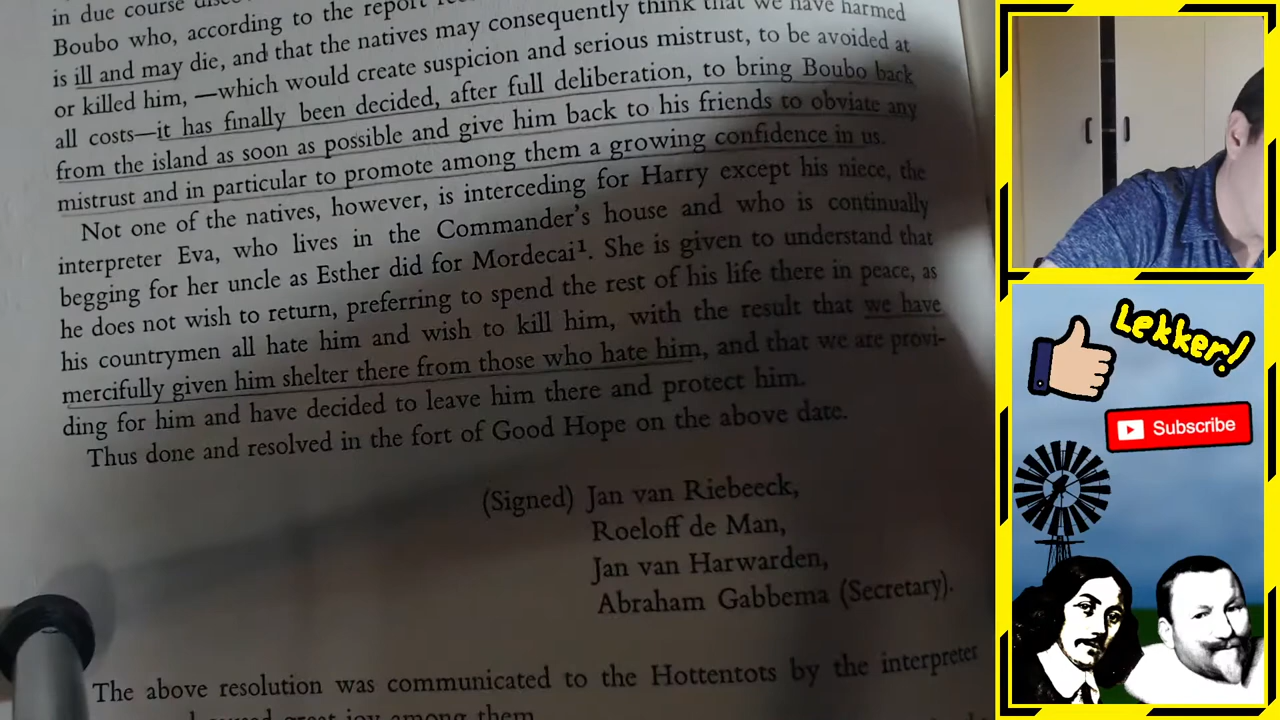 in due course
Boubo who, according to the report
is ill and may die, and that the natives may consequently think that we have harmed
or killed him, —which would create suspicion and serious mistrust, to be avoided at
all costs—it has finally been decided, after full deliberation, to bring Boubo back
from the island as soon as possible and give him back to his friends to obviate any
mistrust and in particular to promote among them a growing confidence in us.
Not one of the natives, however, is interceding for Harry except his niece, the
interpreter Eva, who lives in the Commander's house and who is continually
begging for her uncle as Esther did for Mordecai¹. She is given to understand that
he does not wish to return, preferring to spend the rest of his life there in peace, as
his countrymen all hate him and wish to kill him, with the result that we have
mercifully given him shelter there from those who hate him, and that we are provi-
ding for him and have decided to leave him there and protect him.
Thus done and resolved in the fort of Good Hope on the above date.
(Signed) Jan van Riebeeck,
Roeloff de Man,
Jan van Harwarden,
Abraham Gabbema (Secretary).
The above resolution was communicated to the Hottentots by the interpreter
great joy among them
Lekker!
Subscribe